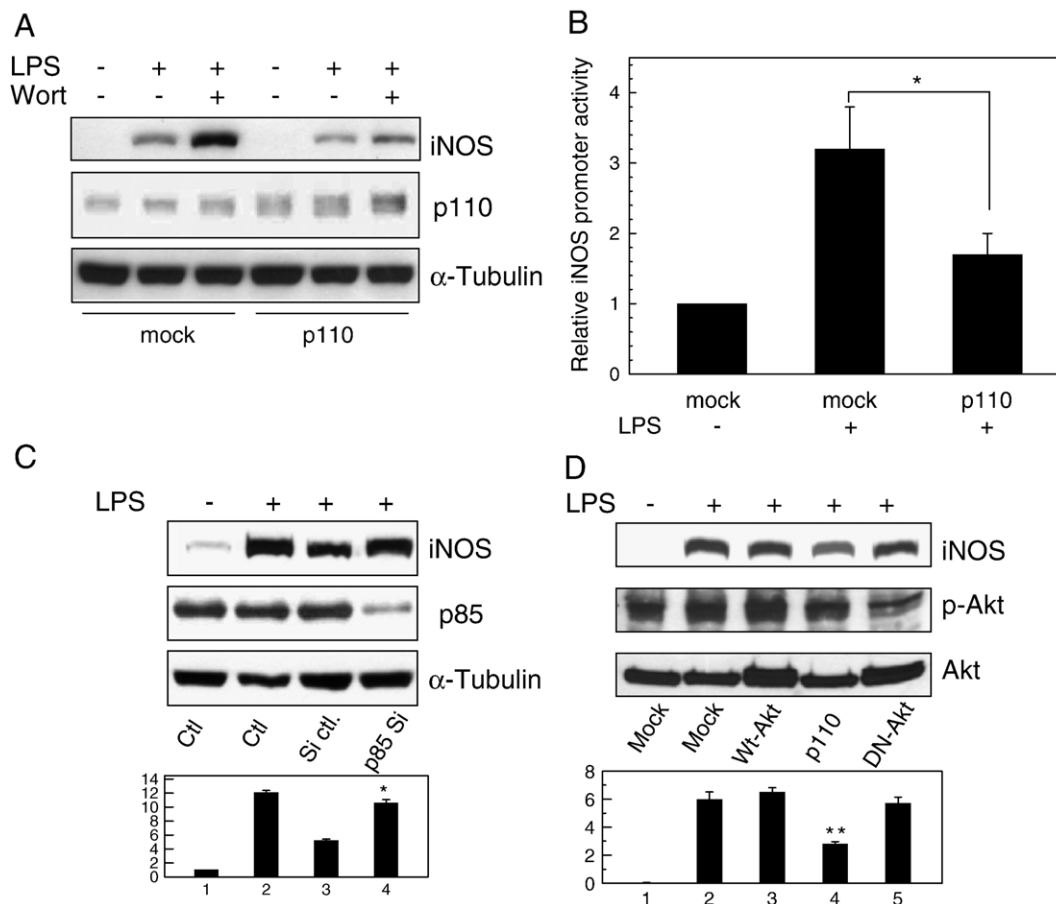 A
LPS - + + - + +
Wort - - + - - +
iNOS
p110
α-Tubulin
mock p110
B
Relative iNOS promoter activity
4
3
2
1
0
*
mock mock p110
LPS - + +
C
LPS - + + +
iNOS
p85
α-Tubulin
Ctl Ctl Si ctl. p85 Si
14
12
10
8
6
4
2
0
*
1 2 3 4
D
LPS - + + + +
iNOS
p-Akt
Akt
Mock Mock Wt-Akt p110 DN-Akt
8
6
4
2
0
**
1 2 3 4 5